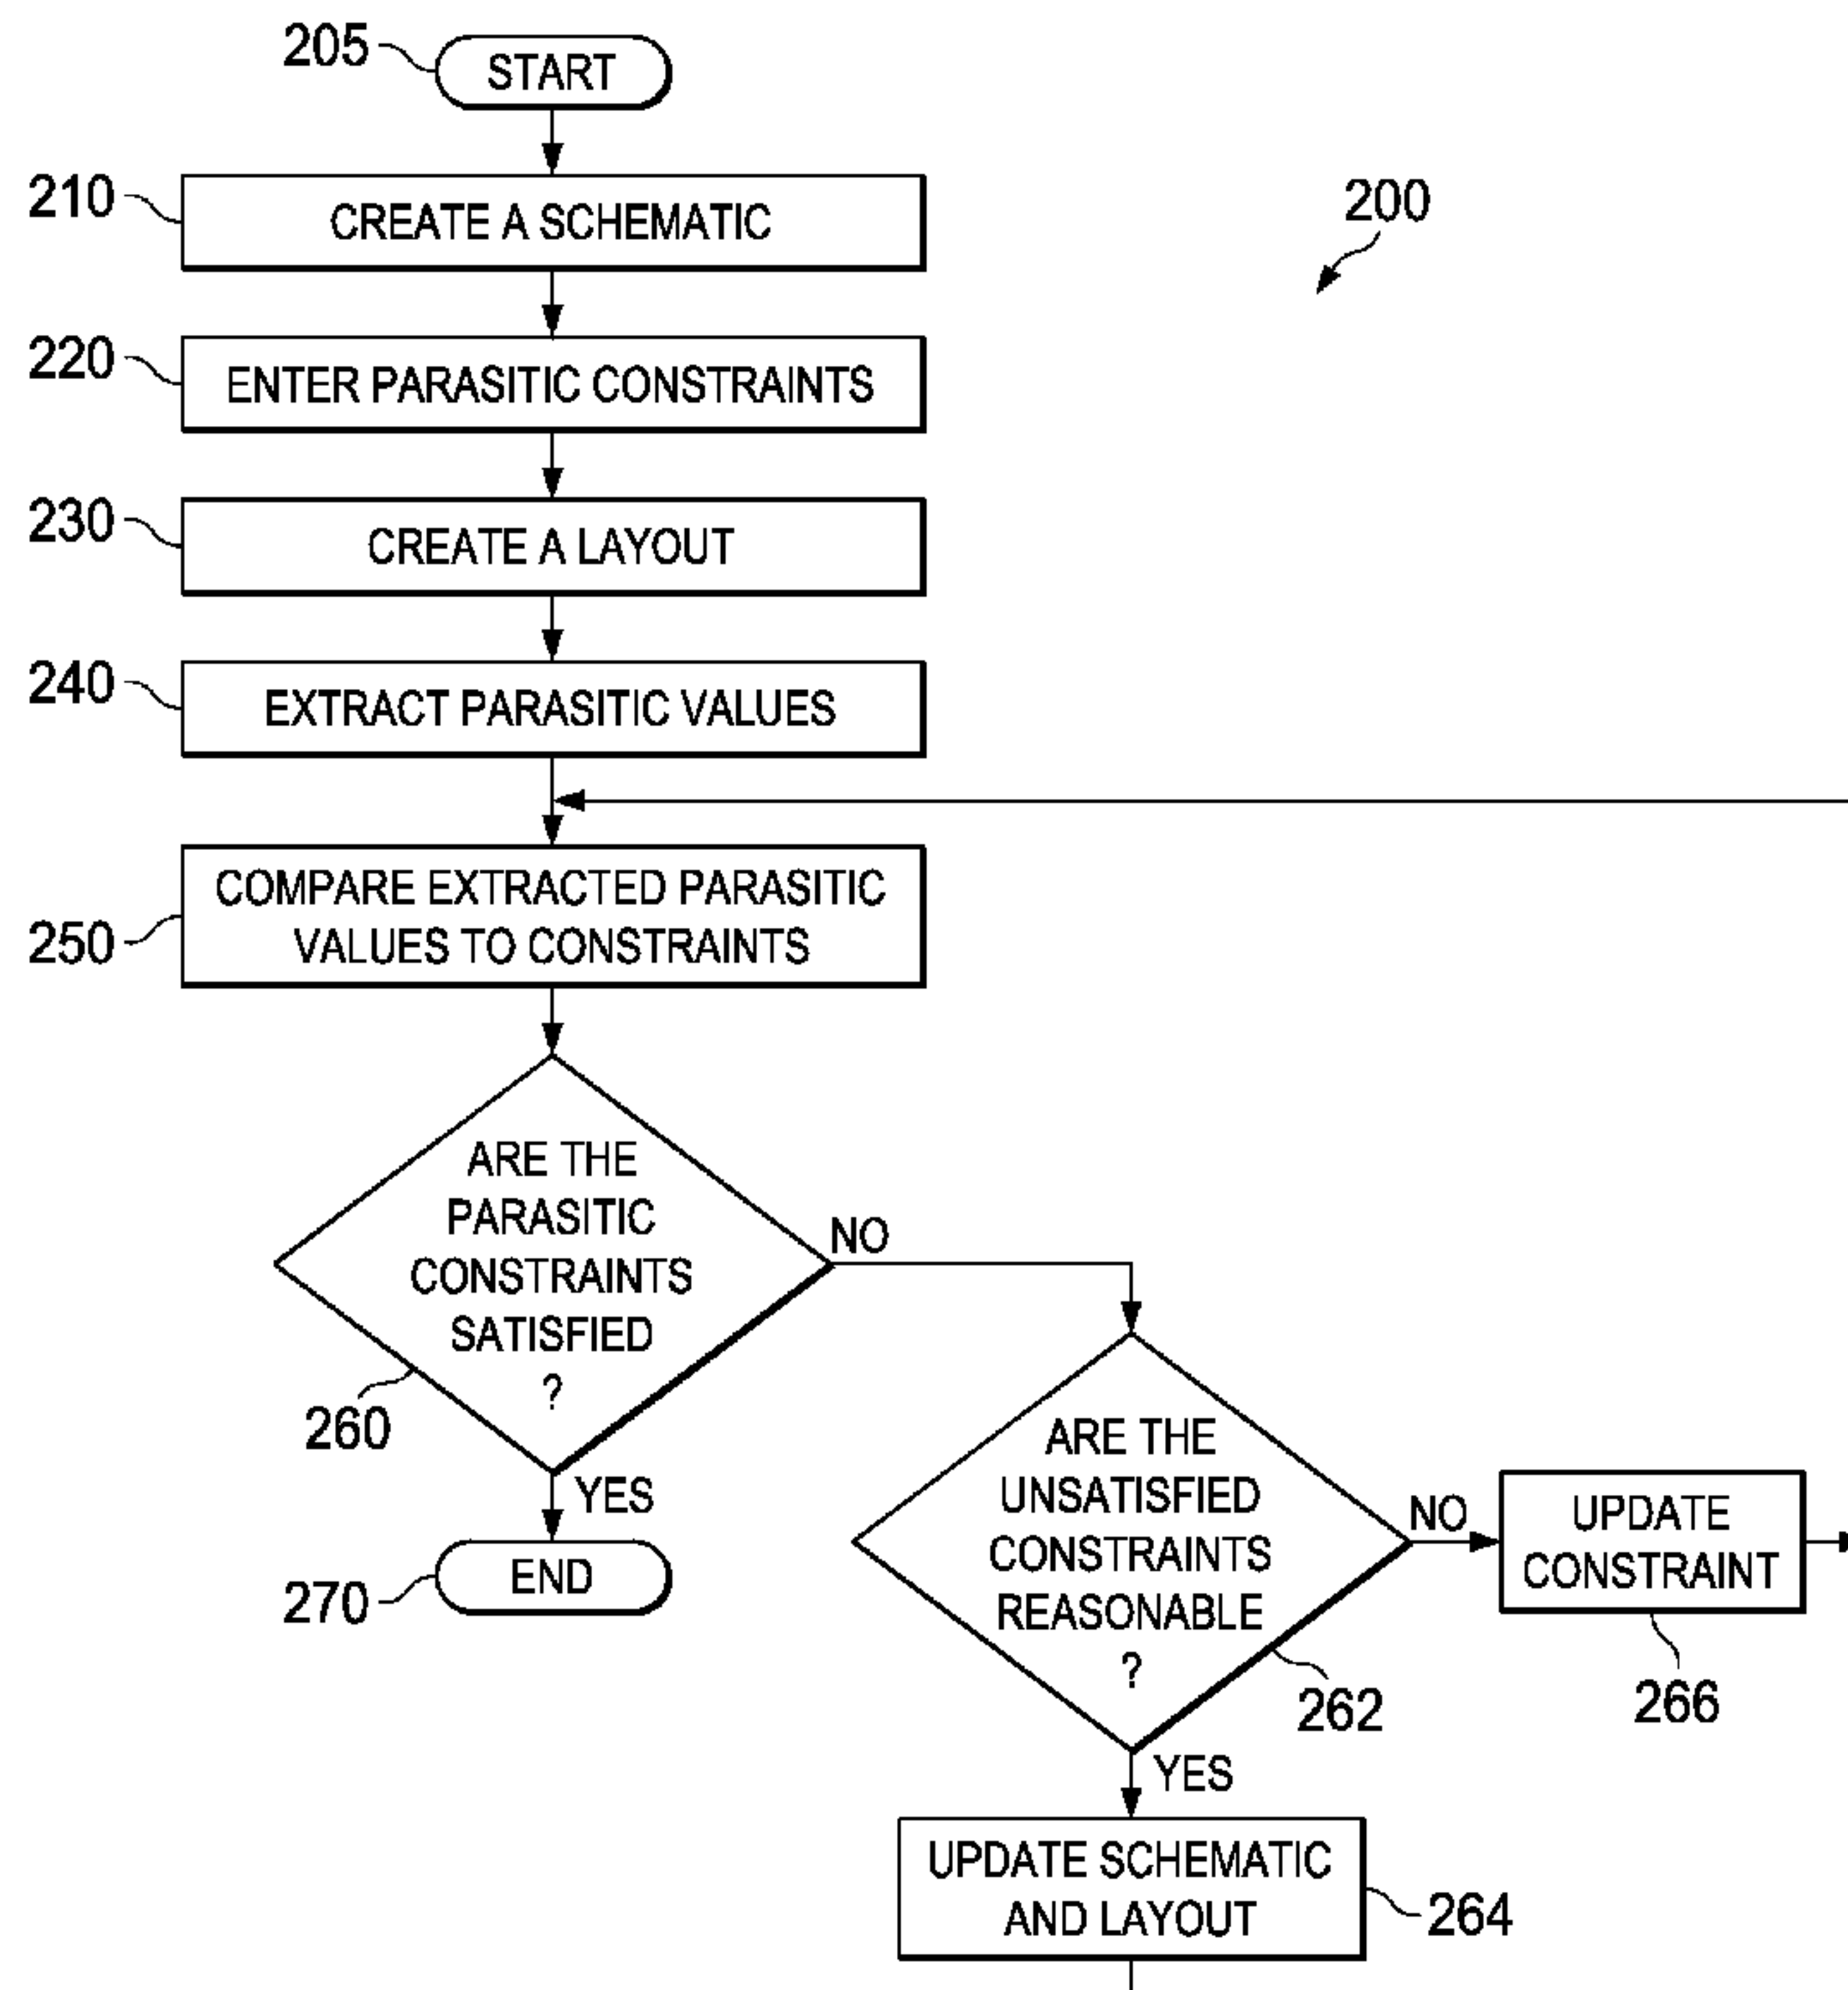 205
START
210
CREATE A SCHEMATIC
200
220
ENTER PARASITIC CONSTRAINTS
230
CREATE A LAYOUT
240
EXTRACT PARASITIC VALUES
COMPARE EXTRACTED PARASITIC
VALUES TO CONSTRAINTS
250
ARE THE
PARASITIC
CONSTRAINTS
SATISFIED
?
NO
260
YES
END
270
ARE THE
UNSATISFIED
CONSTRAINTS
REASONABLE
?
NO
UPDATE
CONSTRAINT
262
266
YES
UPDATE SCHEMATIC
AND LAYOUT
264